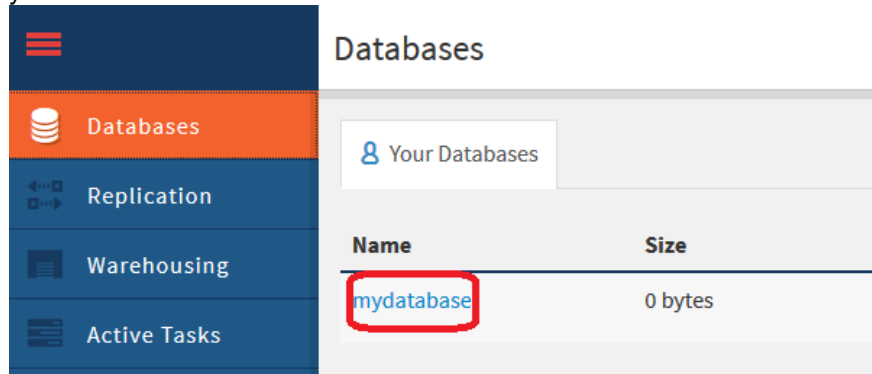 Databases
Databases
Your Databases
Replication
Name Size
Warehousing
mydatabase 0 bytes
Active Tasks